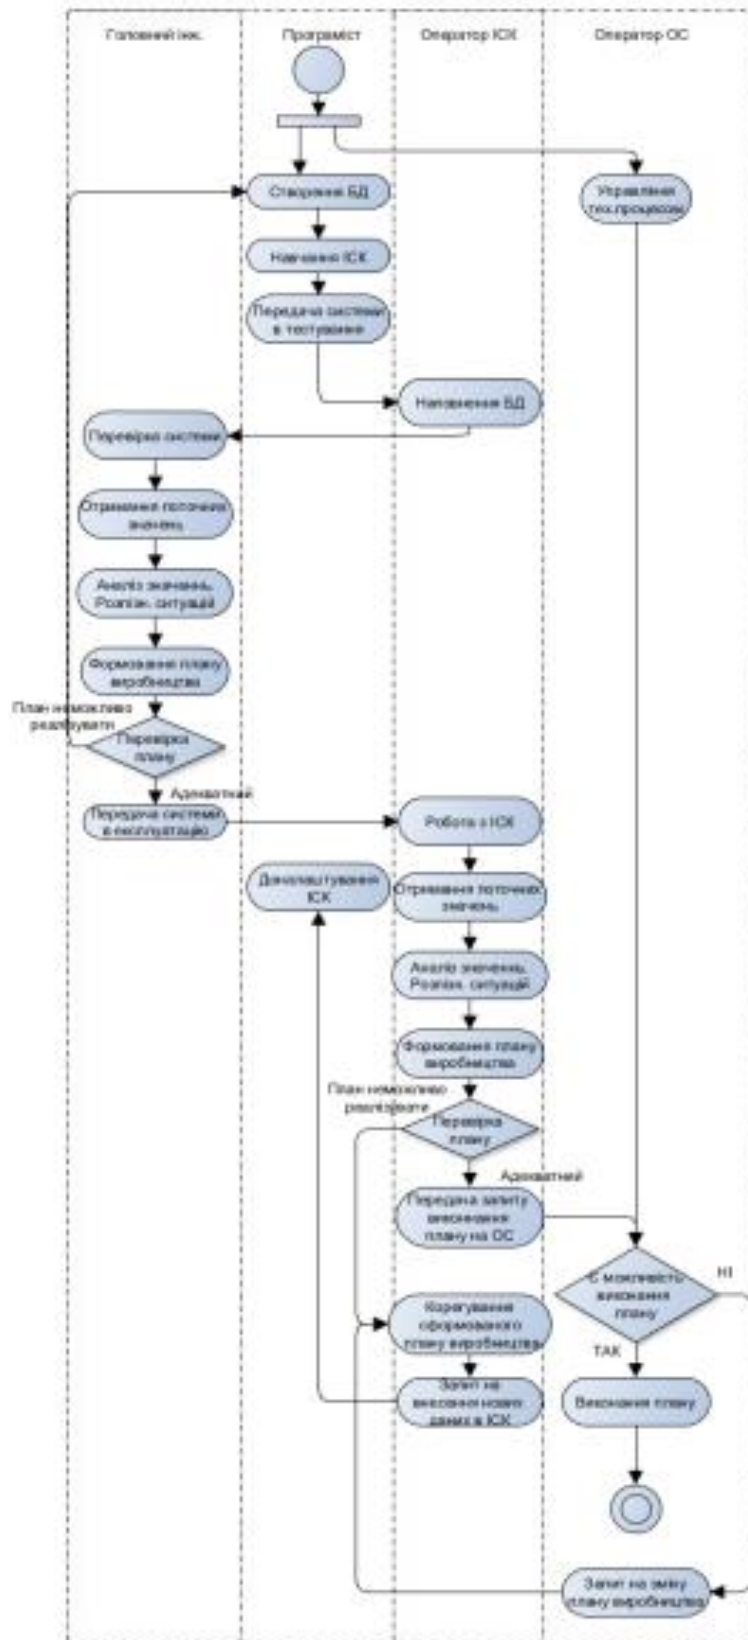 Головний інж.
Програміст
Оператор ІСК
Оператор ОС
Створення БД
Управління
тех.процесом
Навчання ІСК
Передача системи
в тестування
Наповнення БД
Перевірка системи
Отримання поточних
значень
Аналіз значень.
Розпізн. ситуацій
Формовання плану
виробництва
План неможливо
реалізувати
Перевірка
плану
Адекватний
Передача системи
в експлуатацію
Робота з ІСК
Доналаштування
ІСК
Отримання поточних
значень
Аналіз значень.
Розпізн. ситуацій
Формовання плану
виробництва
План неможливо
реалізувати
Перевірка
плану
Адекватний
Передача запиту
виконнання
плану на ОС
Є можливість
виконання
плану
НІ
ТАК
Корегування
сформованого
плану виробництва
Запит на
внесення нових
даних в ІСК
Виконання плану
Запит на зміну
плану виробництва